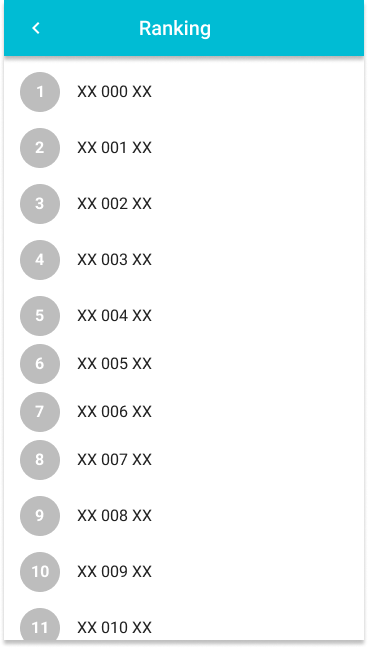 Ranking
1 XX 000 XX
2 XX 001 XX
3 XX 002 XX
4 XX 003 XX
5 XX 004 XX
6 XX 005 XX
7 XX 006 XX
8 XX 007 XX
9 XX 008 XX
10 XX 009 XX
11 XX 010 XX